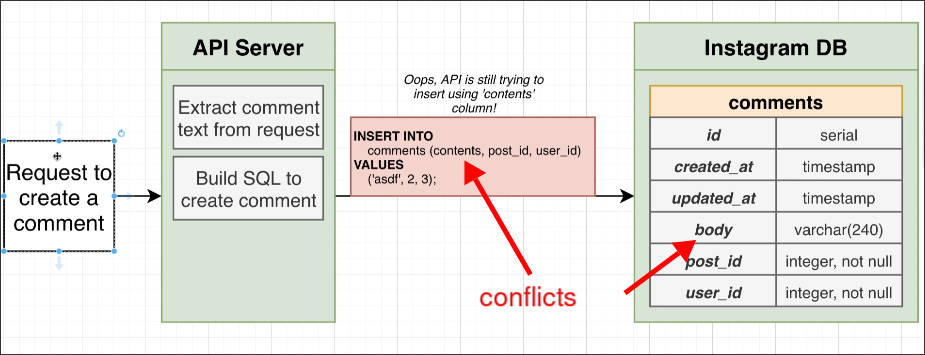 API Server
Instagram DB
Oops, API is still trying to
insert using 'contents'
column!
Extract comment
text from request
Build SQL to
create comment
Request to
create a
comment
INSERT INTO
comments (contents, post_id, user_id)
VALUES
('asdf', 2, 3);
comments
id serial
created_at timestamp
updated_at timestamp
body varchar(240)
post_id integer, not null
user_id integer, not null
conflicts